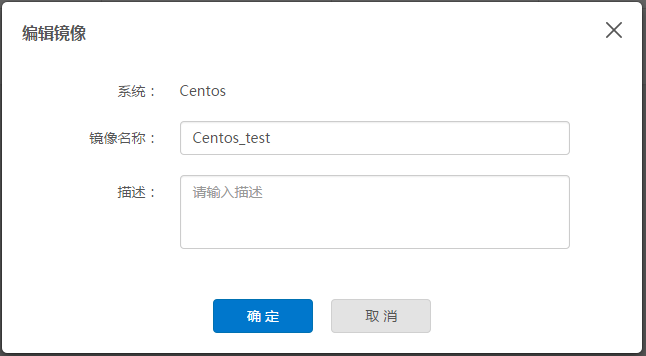 编辑镜像
系统： Centos
镜像名称： Centos_test
描述： 请输入描述
确 定 取 消